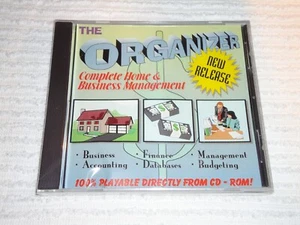 THE
ORGANIZER
NEW
RELEASE
Complete Home &
Business Management
• Business • Finance • Management
• Accounting • Databases • Budgeting
100% PLAYABLE DIRECTLY FROM CD - ROM!